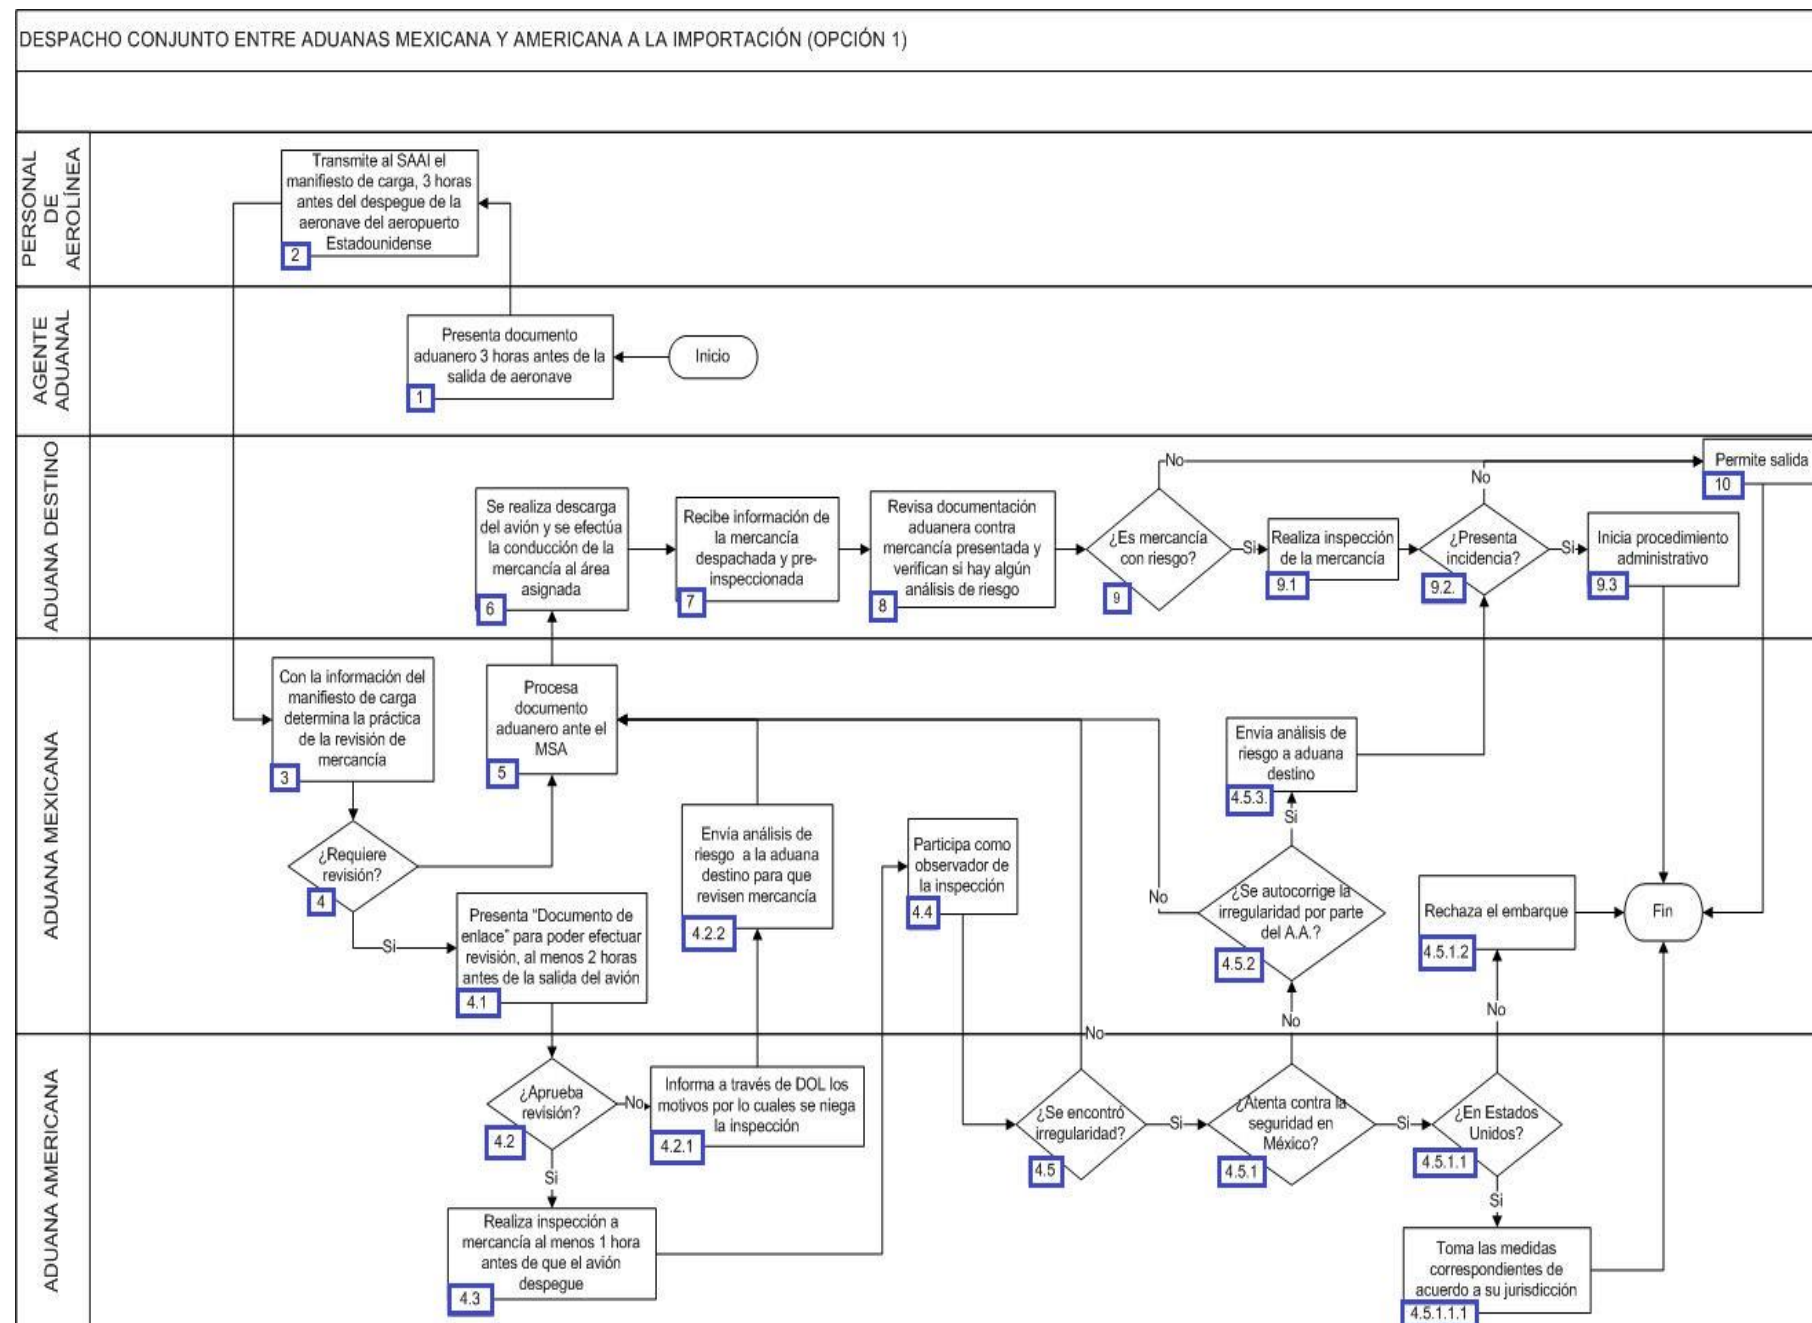 DESPACHO CONJUNTO ENTRE ADUANAS MEXICANA Y AMERICANA A LA IMPORTACIÓN (OPCIÓN 1)
PERSONAL
DE
AEROLÍNEA
Transmite al SAAI el
manifiesto de carga, 3 horas
antes del despegue de la
aeronave del aeropuerto
Estadounidense
2
AGENTE
ADUANAL
Presenta documento
aduanero 3 horas antes de la
salida de aeronave
1
Inicio
ADUANA DESTINO
Se realiza descarga
del avión y se efectúa
la conducción de la
mercancía al área
asignada
6
Recibe información de
la mercancía
despachada y pre-
inspeccionada
7
Revisa documentación
aduanera contra
mercancía presentada y
verifican si hay algún
análisis de riesgo
8
¿Es mercancía
con riesgo?
9
No
Si
Realiza inspección
de la mercancía
9.1
¿Presenta
incidencia?
9.2.
No
Si
Inicia procedimiento
administrativo
9.3
Permite salida
10
ADUANA MEXICANA
Con la información del
manifiesto de carga
determina la práctica
de la revisión de
mercancía
3
¿Requiere
revisión?
4
Si
Presenta “Documento de
enlace” para poder efectuar
revisión, al menos 2 horas
antes de la salida del avión
4.1
Procesa
documento
aduanero ante el
MSA
5
Envía análisis de
riesgo a la aduana
destino para que
revisen mercancía
4.2.2
Participa como
observador de
la inspección
4.4
Envía análisis de
riesgo a aduana
destino
4.5.3.
Si
¿Se autocorrige la
irregularidad por parte
del A.A.?
4.5.2
No
No
Rechaza el embarque
4.5.1.2
No
Fin
ADUANA AMERICANA
¿Aprueba
revisión?
4.2
No
Si
Informa a través de DOL los
motivos por lo cuales se niega
la inspección
4.2.1
Realiza inspección a
mercancía al menos 1 hora
antes de que el avión
despegue
4.3
No
¿Se encontró
irregularidad?
4.5
Si
¿Atenta contra la
seguridad en
México?
4.5.1
Si
¿En Estados
Unidos?
4.5.1.1
Si
Toma las medidas
correspondientes de
acuerdo a su jurisdicción
4.5.1.1.1